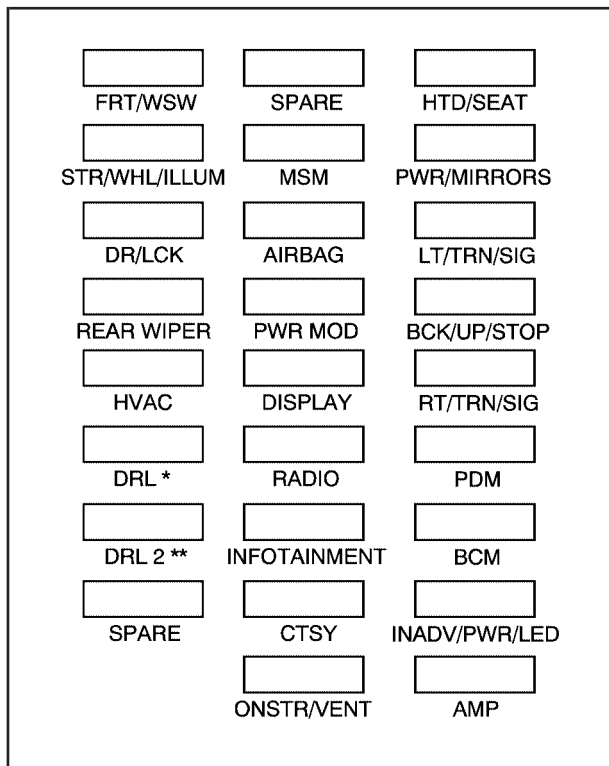 FRT/WSW SPARE HTD/SEAT
STR/WHL/ILLUM MSM PWR/MIRRORS
DR/LCK AIRBAG LT/TRN/SIG
REAR WIPER PWR MOD BCK/UP/STOP
HVAC DISPLAY RT/TRN/SIG
DRL * RADIO PDM
DRL 2 ** INFOTAINMENT BCM
SPARE CTSY INADV/PWR/LED
ONSTR/VENT AMP